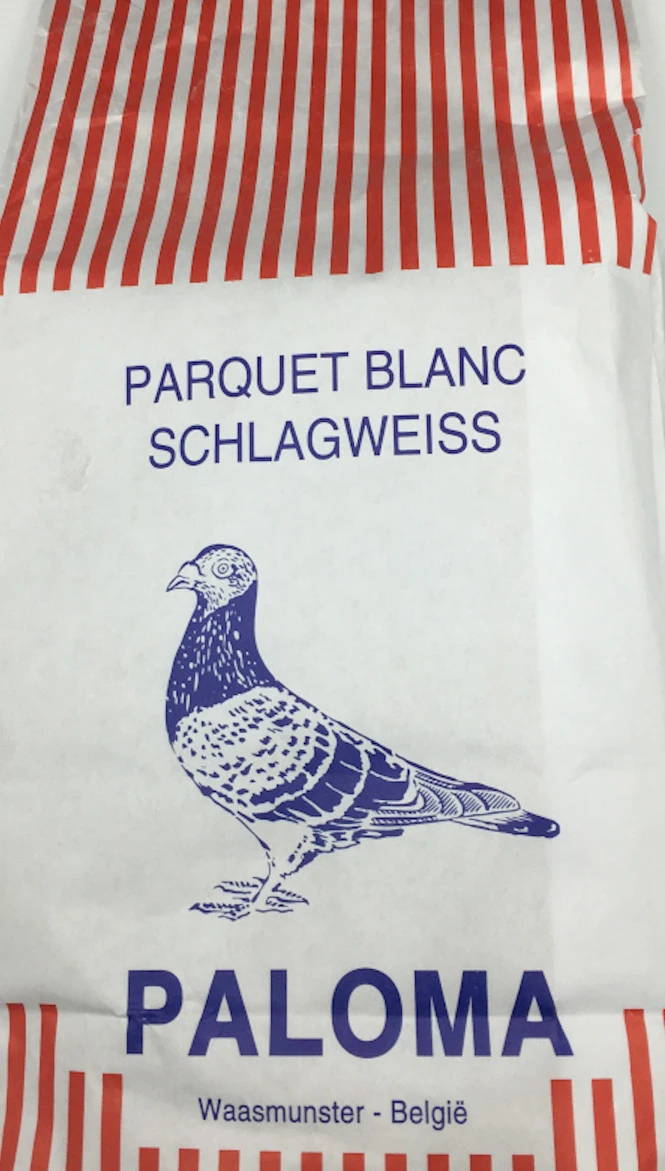 PARQUET BLANC
SCHLAGWEISS
PALOMA
Waasmunster - België